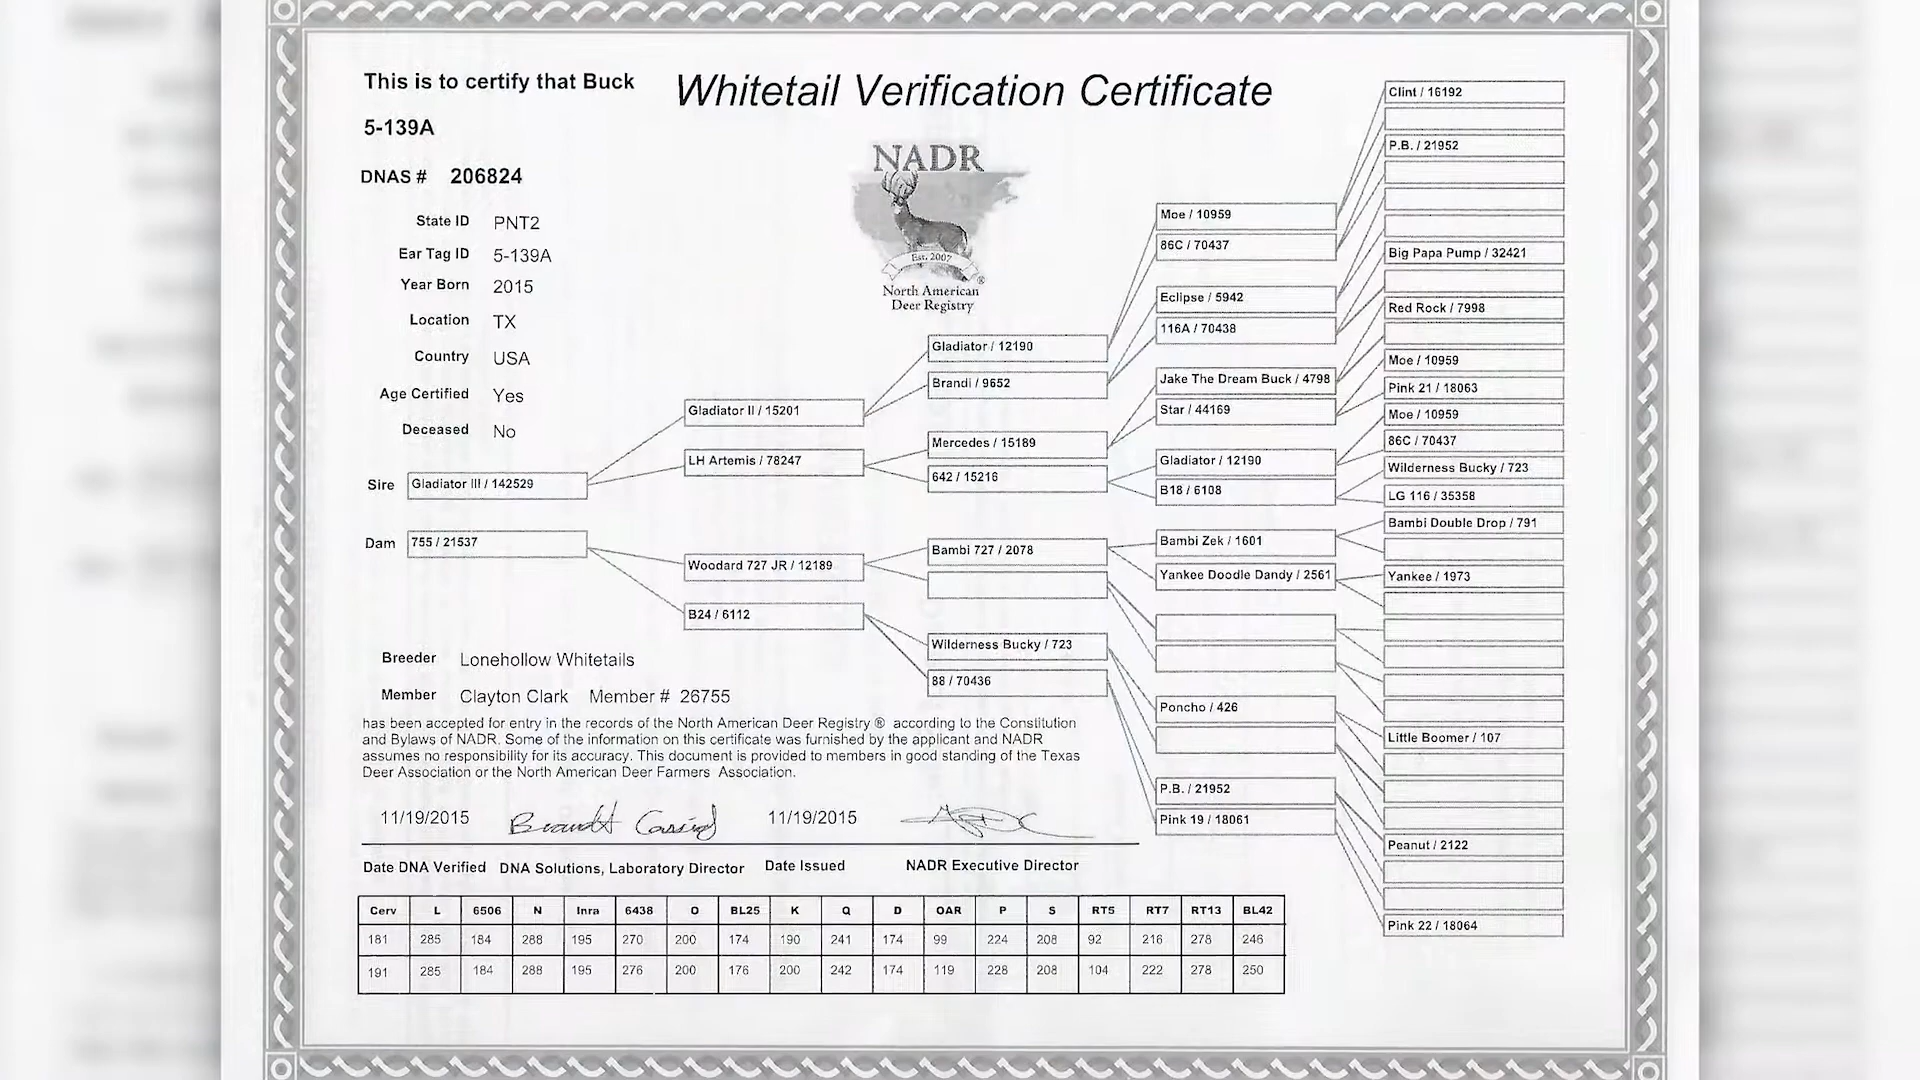 This is to certify that Buck
Whitetail Verification Certificate
5-139A
DNAS # 206824
State ID PNT2
Ear Tag ID 5-139A
Year Born 2015
Location TX
Country USA
Age Certified Yes
Deceased No
NADR
Est. 2007
North American
Deer Registry
®
Sire Gladiator III / 142529
Dam 755 / 21537
Gladiator II / 15201
LH Artemis / 78247
Woodard 727 JR / 12189
B24 / 6112
Gladiator / 12190
Brandi / 9652
Mercedes / 15189
642 / 15216
Bambi 727 / 2078
Wilderness Bucky / 723
88 / 70436
Moe / 10959
86C / 70437
Eclipse / 5942
116A / 70438
Jake The Dream Buck / 4798
Star / 44169
Gladiator / 12190
B18 / 6108
Bambi Zek / 1601
Yankee Doodle Dandy / 2561
Poncho / 426
P.B. / 21952
Pink 19 / 18061
Clint / 16192
P.B. / 21952
Big Papa Pump / 32421
Red Rock / 7998
Moe / 10959
Pink 21 / 18063
Moe / 10959
86C / 70437
Wilderness Bucky / 723
LG 116 / 35358
Bambi Double Drop / 791
Yankee / 1973
Little Boomer / 107
Peanut / 2122
Pink 22 / 18064
Breeder Lonehollow Whitetails
Member Clayton Clark Member # 26755
has been accepted for entry in the records of the North American Deer Registry ® according to the Constitution
and Bylaws of NADR. Some of the information on this certificate was furnished by the applicant and NADR
assumes no responsibility for its accuracy. This document is provided to members in good standing of the Texas
Deer Association or the North American Deer Farmers Association.
11/19/2015 11/19/2015
Date DNA Verified DNA Solutions, Laboratory Director Date Issued NADR Executive Director
Cerv L 6506 N Inra 6438 O BL25 K Q D OAR P S RT5 RT7 RT13 BL42
181 285 184 288 195 270 200 174 190 241 174 99 224 208 92 216 278 246
191 285 184 288 195 276 200 176 200 242 174 119 228 208 104 222 278 250